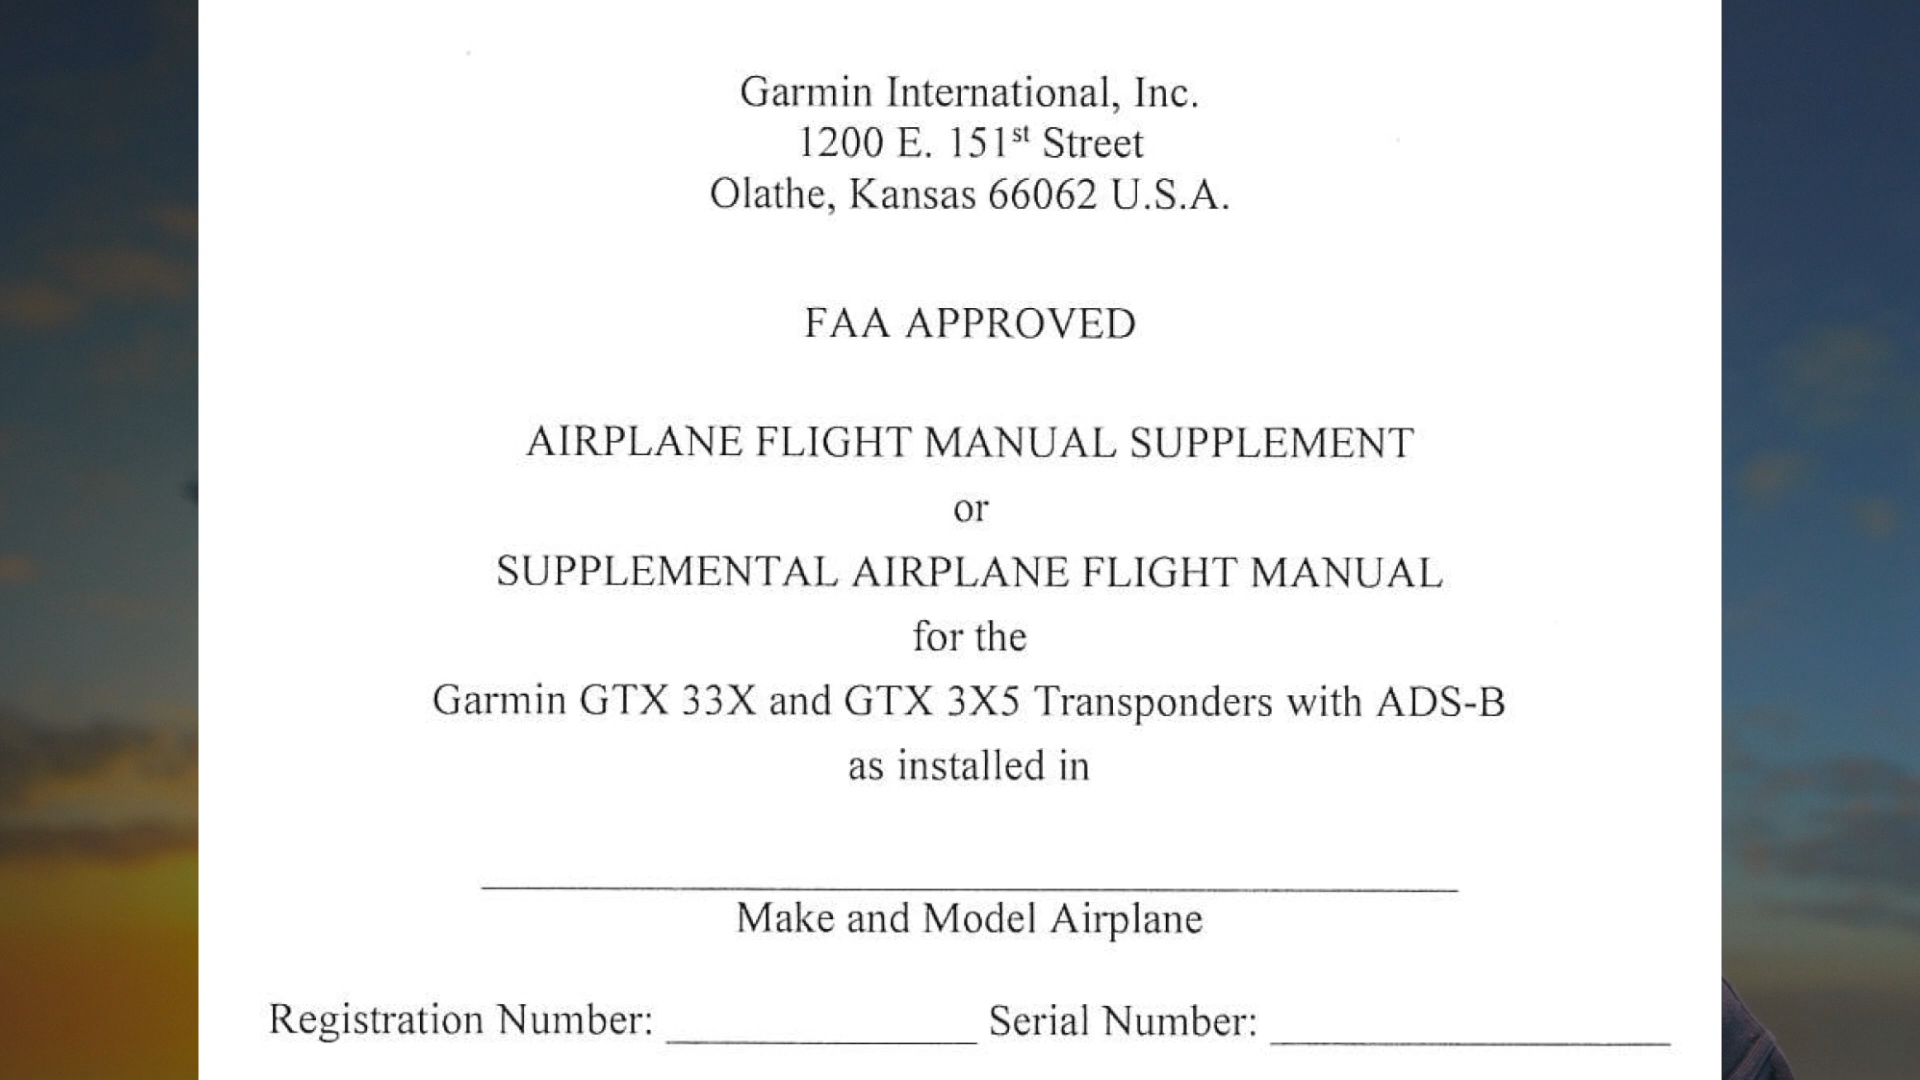 Garmin International, Inc.
1200 E. 151st Street
Olathe, Kansas 66062 U.S.A.
FAA APPROVED
AIRPLANE FLIGHT MANUAL SUPPLEMENT
or
SUPPLEMENTAL AIRPLANE FLIGHT MANUAL
for the
Garmin GTX 33X and GTX 3X5 Transponders with ADS-B
as installed in
Make and Model Airplane
Registration Number: Serial Number: